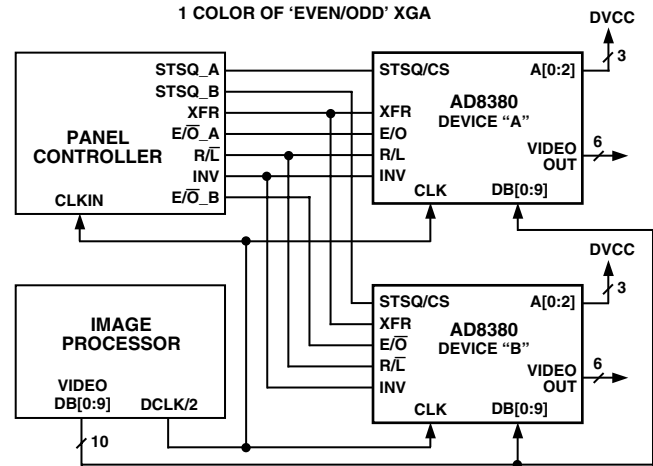 1 COLOR OF 'EVEN/ODD' XGA
PANEL
CONTROLLER
CLKIN
STSQ_A
STSQ_B
XFR
E/O̅_A
R/L̅
INV
E/O̅_B
DVCC
3
STSQ/CS
XFR
E/O
R/L
INV
A[0:2]
AD8380
DEVICE "A"
VIDEO
OUT
6
CLK
DB[0:9]
IMAGE
PROCESSOR
VIDEO
DB[0:9]
DCLK/2
10
DVCC
3
STSQ/CS
XFR
E/O̅
R/L̅
INV
A[0:2]
AD8380
DEVICE "B"
VIDEO
OUT
6
CLK
DB[0:9]